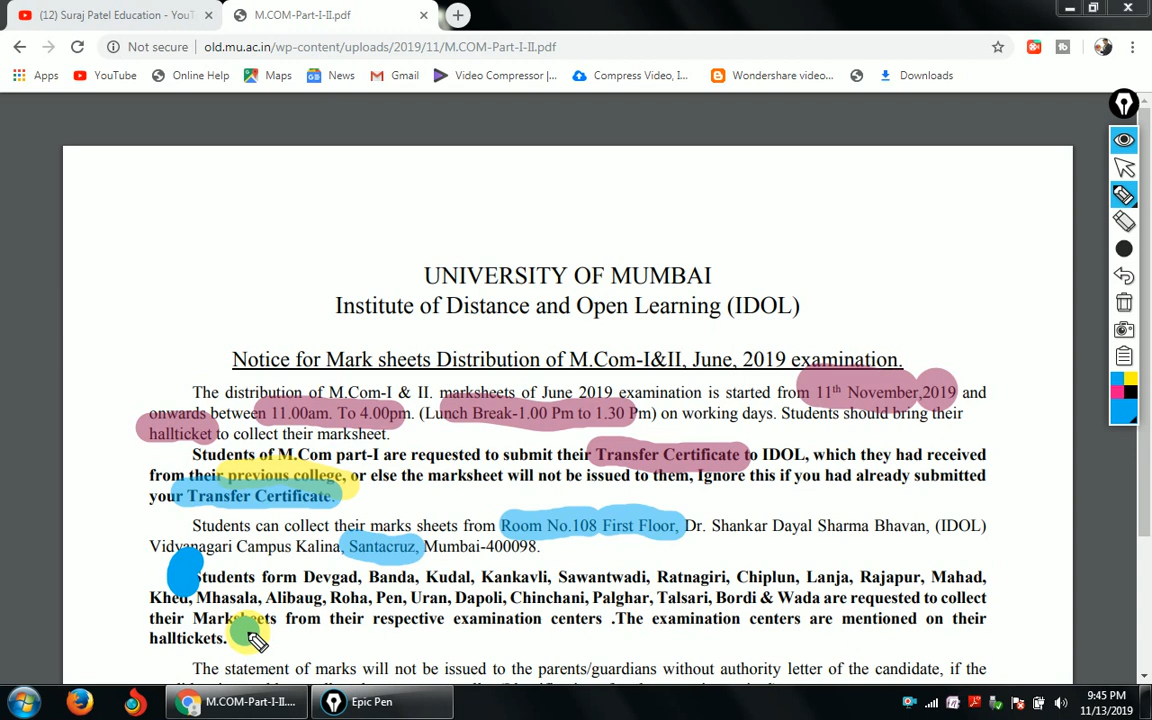 (12) Suraj Patel Education - YouT
M.COM-Part-I-II.pdf
Not secure
old.mu.ac.in/wp-content/uploads/2019/11/M.COM-Part-I-II.pdf
Apps
YouTube
Online Help
Maps
News
Gmail
Video Compressor |...
Compress Video, I...
Wondershare video...
Downloads
UNIVERSITY OF MUMBAI
Institute of Distance and Open Learning (IDOL)
Notice for Mark sheets Distribution of M.Com-I&II, June, 2019 examination.
The distribution of M.Com-I & II. marksheets of June 2019 examination is started from 11th November,2019 and
onwards between 11.00am. To 4.00pm. (Lunch Break-1.00 Pm to 1.30 Pm) on working days. Students should bring their
hallticket to collect their marksheet.
Students of M.Com part-I are requested to submit their Transfer Certificate to IDOL, which they had received
from their previous college, or else the marksheet will not be issued to them, Ignore this if you had already submitted
your Transfer Certificate.
Students can collect their marks sheets from Room No.108 First Floor, Dr. Shankar Dayal Sharma Bhavan, (IDOL)
Vidyanagari Campus Kalina, Santacruz, Mumbai-400098.
Students form Devgad, Banda, Kudal, Kankavli, Sawantwadi, Ratnagiri, Chiplun, Lanja, Rajapur, Mahad,
Khed, Mhasala, Alibaug, Roha, Pen, Uran, Dapoli, Chinchani, Palghar, Talsari, Bordi & Wada are requested to collect
their Marksheets from their respective examination centers .The examination centers are mentioned on their
halltickets.
The statement of marks will not be issued to the parents/guardians without authority letter of the candidate, if the
M.COM-Part-I-II....
Epic Pen
9:45 PM
11/13/2019